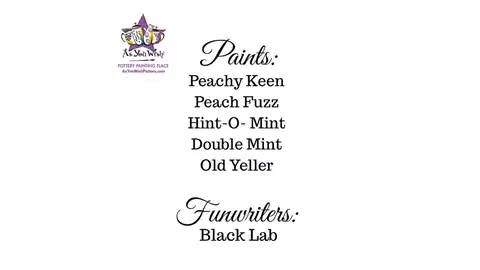 As You Wish
POTTERY PAINTING PLACE
AsYouWishPottery.com
Paints:
Peachy Keen
Peach Fuzz
Hint-O- Mint
Double Mint
Old Yeller
Funwriters:
Black Lab